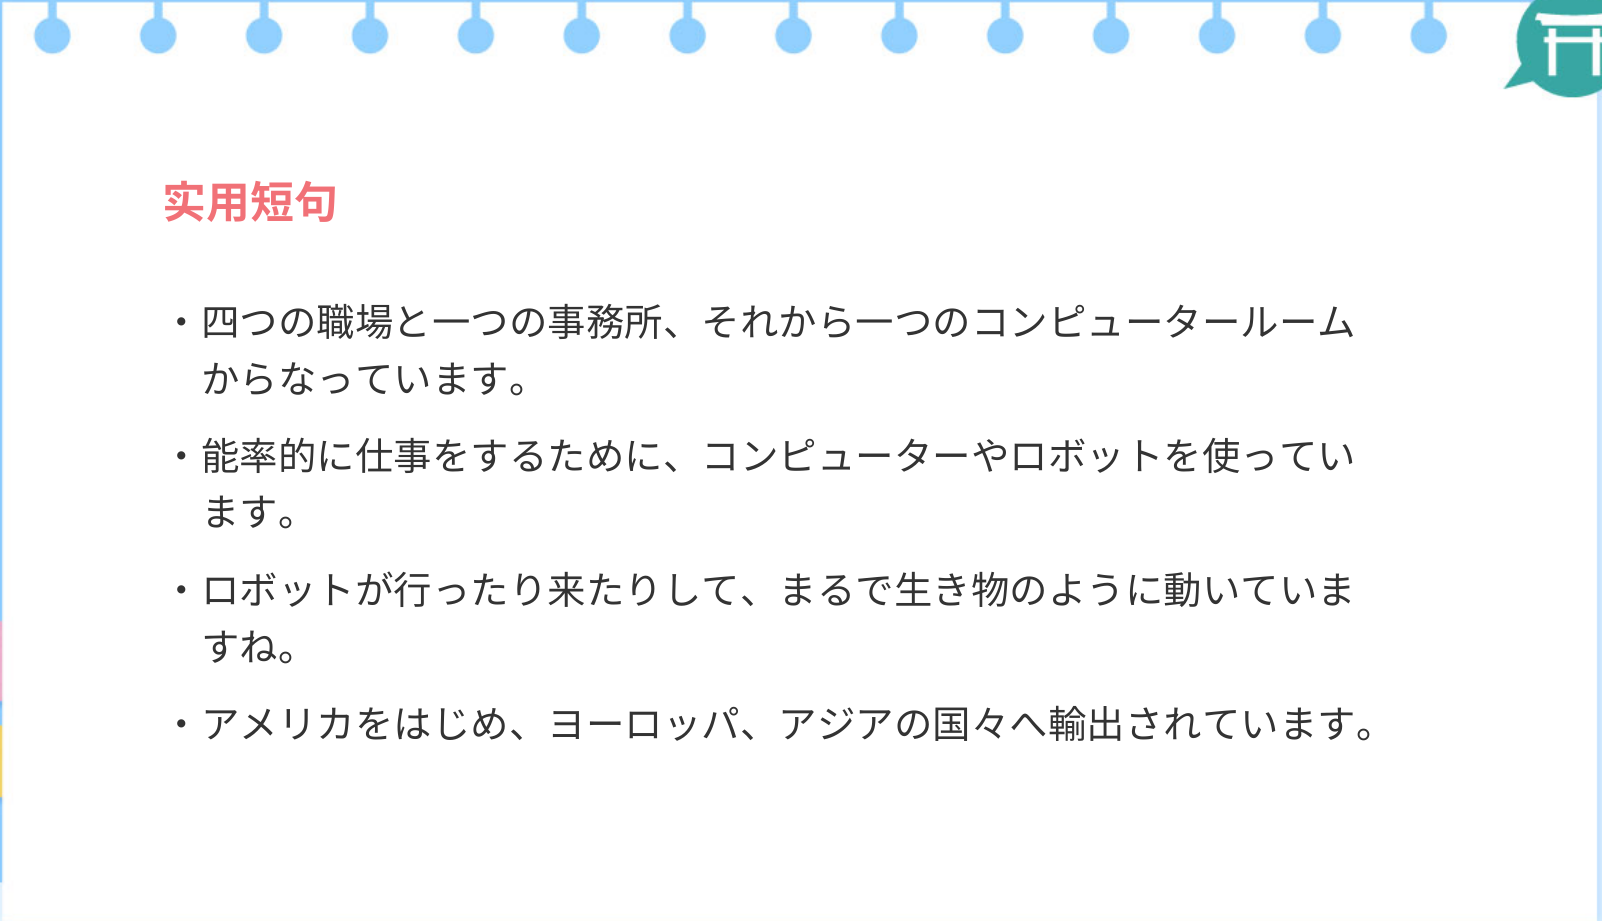 实用短句
・四つの職場と一つの事務所、それから一つのコンピュータールーム
からなっています。
・能率的に仕事をするために、コンピューターやロボットを使ってい
ます。
・ロボットが行ったり来たりして、まるで生き物のように動いていま
すね。
・アメリカをはじめ、ヨーロッパ、アジアの国々へ輸出されています。